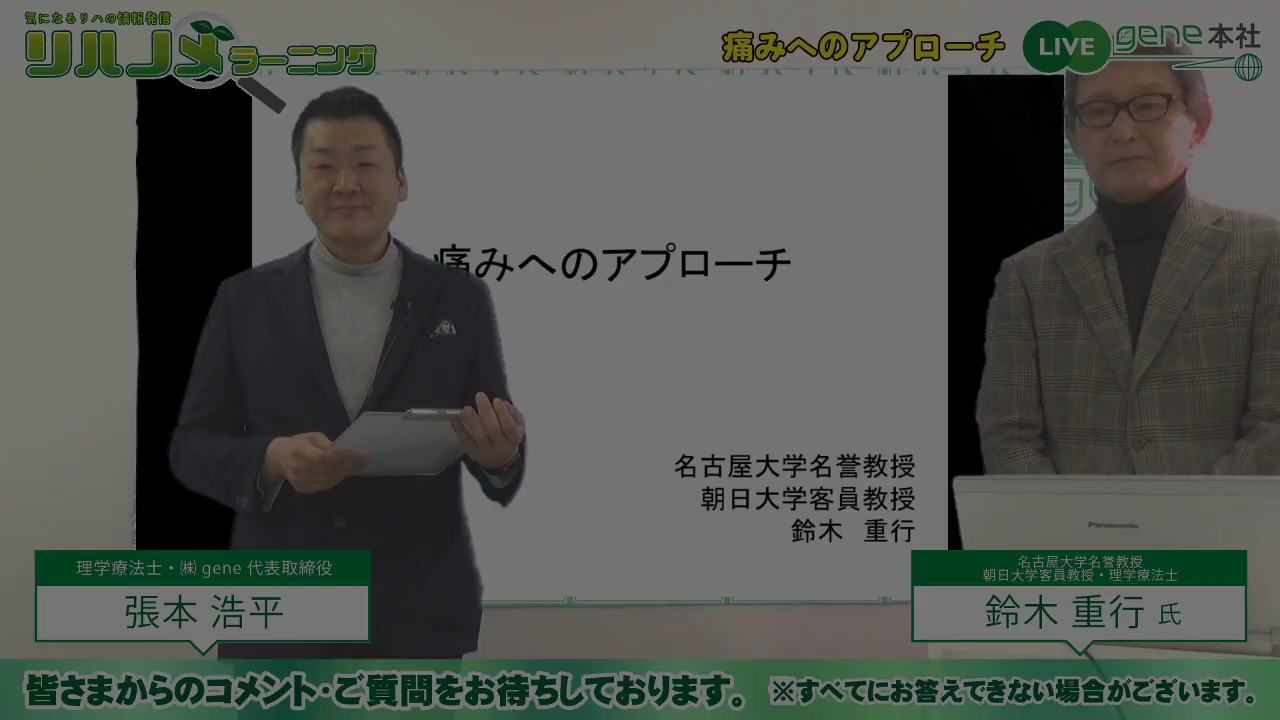 気になるリハの情報発信
リハノメ ラーニング
痛みへのアプローチ
LIVE
gene 本社
痛みへのアプローチ
名古屋大学名誉教授
朝日大学客員教授
鈴木 重行
Panasonic
理学療法士・㈱ gene 代表取締役
張本 浩平
名古屋大学名誉教授
朝日大学客員教授・理学療法士
鈴木 重行 氏
皆さまからのコメント・ご質問をお待ちしております。 ※すべてにお答えできない場合がございます。